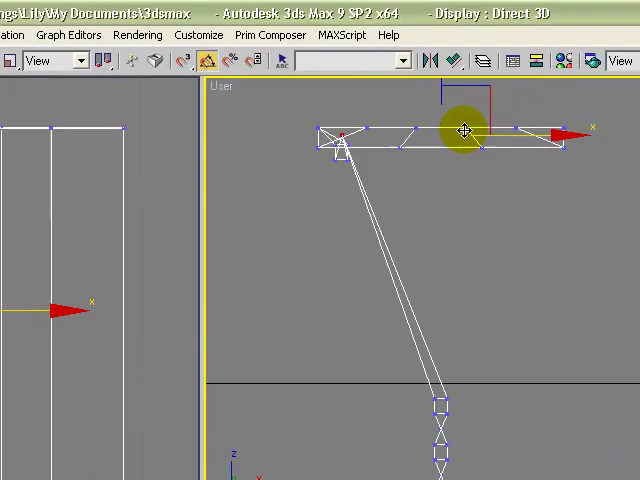 ngs\Lily\My Documents\3dsmax - Autodesk 3ds Max 9 SP2 x64 - Display : Direct 3D
ation Graph Editors Rendering Customize Prim Composer MAXScript Help
View 3 % View
User
x
x
z